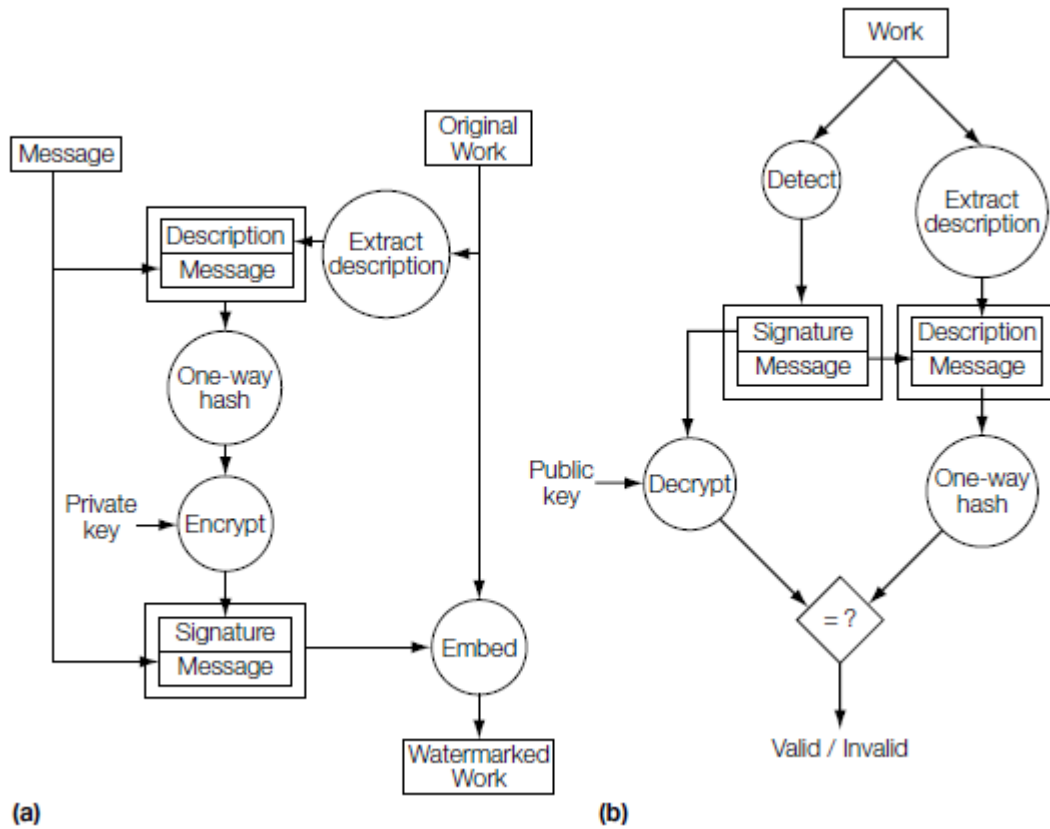 Message
Original
Work
Description
Message
Extract
description
One-way
hash
Private
key
Encrypt
Signature
Message
Embed
Watermarked
Work
(a)
Work
Detect
Extract
description
Signature
Message
Description
Message
Public
key
Decrypt
One-way
hash
= ?
Valid / Invalid
(b)